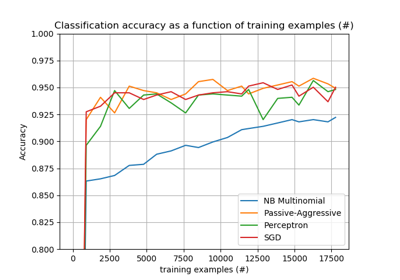 Classification accuracy as a function of training examples (#)
1.000
0.975
0.950
0.925
0.900
0.875
0.850
0.825
0.800
Accuracy
NB Multinomial
Passive-Aggressive
Perceptron
SGD
0 2500 5000 7500 10000 12500 15000 17500
training examples (#)